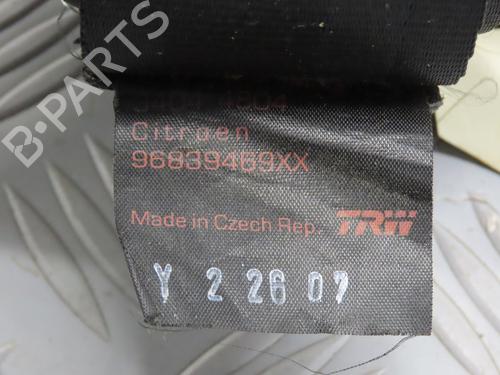 Citroen
96839469XX
Made in Czech Rep. TRW
Y 2 26 07
B-PARTS